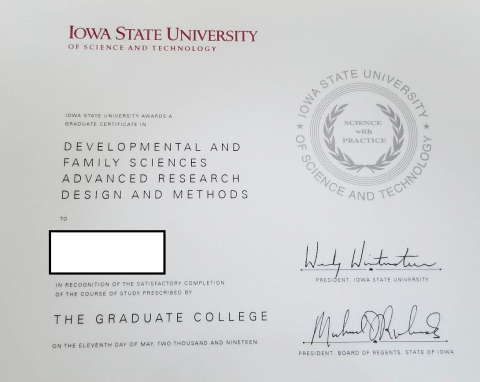 IOWA STATE UNIVERSITY
OF SCIENCE AND TECHNOLOGY
IOWA STATE UNIVERSITY AWARDS A
GRADUATE CERTIFICATE IN
DEVELOPMENTAL AND
FAMILY SCIENCES
ADVANCED RESEARCH
DESIGN AND METHODS
TO
IN RECOGNITION OF THE SATISFACTORY COMPLETION
OF THE COURSE OF STUDY PRESCRIBED BY
THE GRADUATE COLLEGE
ON THE ELEVENTH DAY OF MAY, TWO THOUSAND AND NINETEEN
IOWA STATE UNIVERSITY
OF SCIENCE AND TECHNOLOGY
SCIENCE
with
PRACTICE
PRESIDENT, IOWA STATE UNIVERSITY
PRESIDENT, BOARD OF REGENTS, STATE OF IOWA